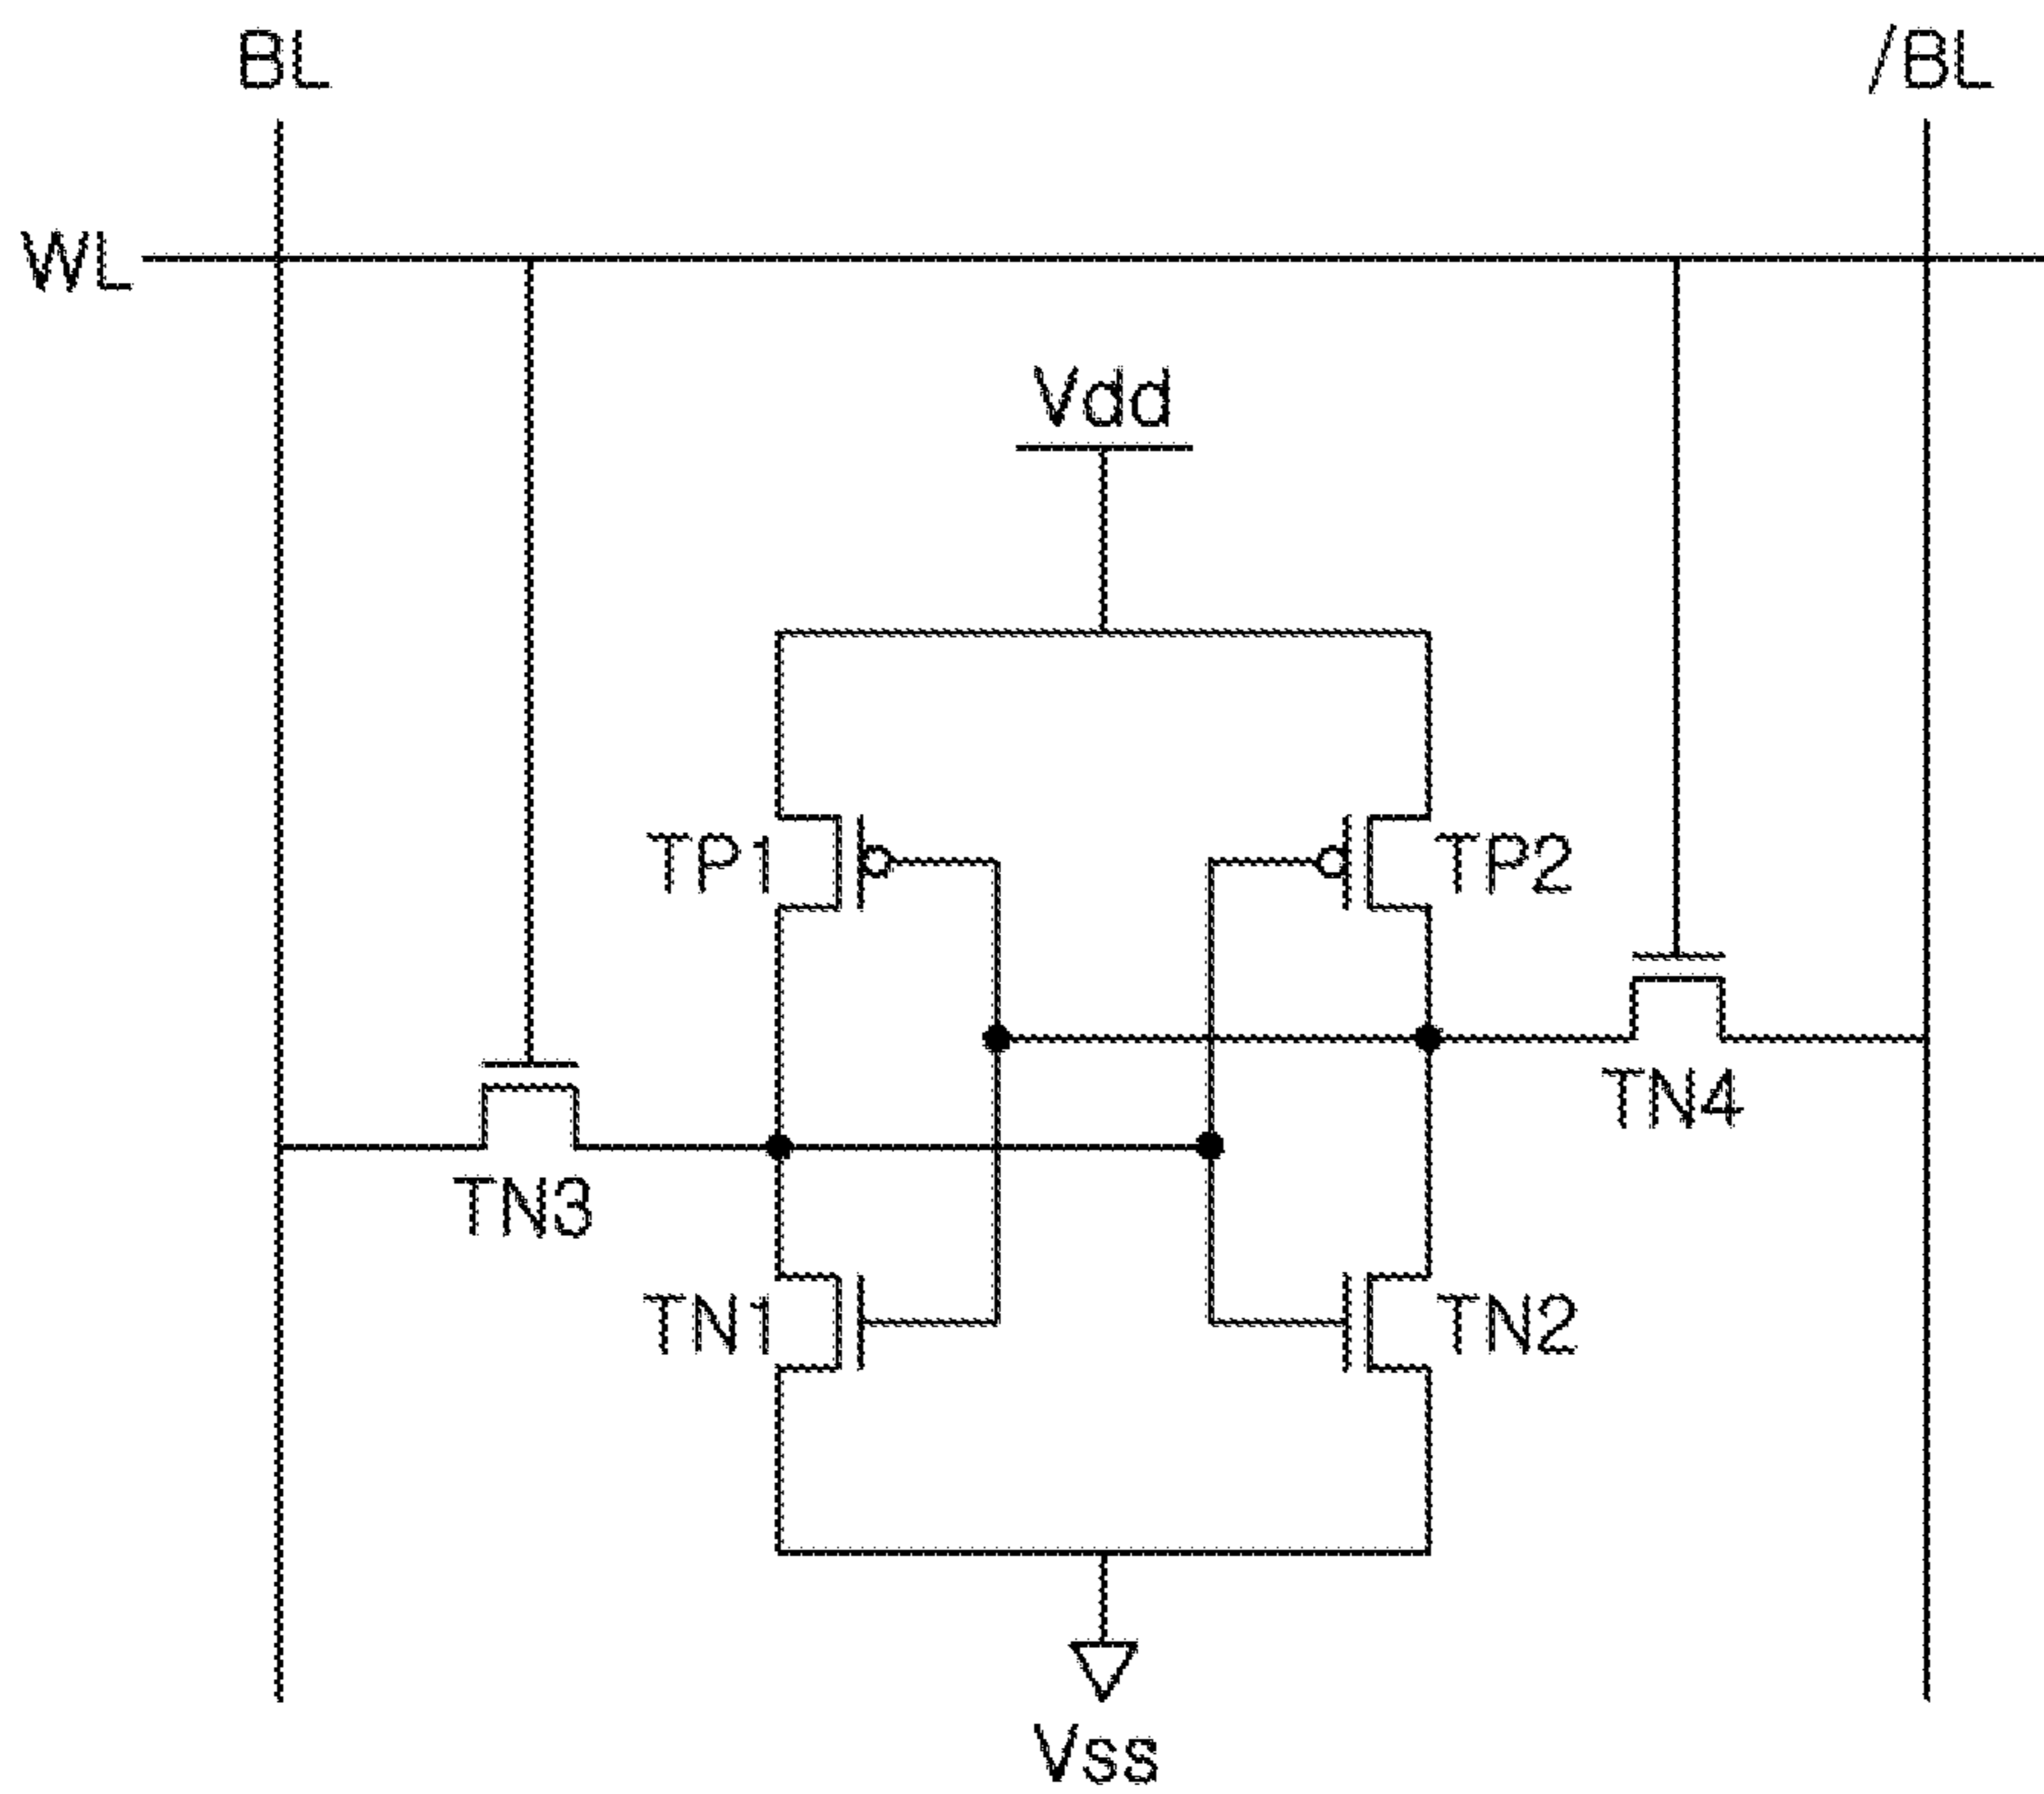 BL
/BL
WL
Vdd
TP1
TP2
TN4
TN3
TN1
TN2
Vss